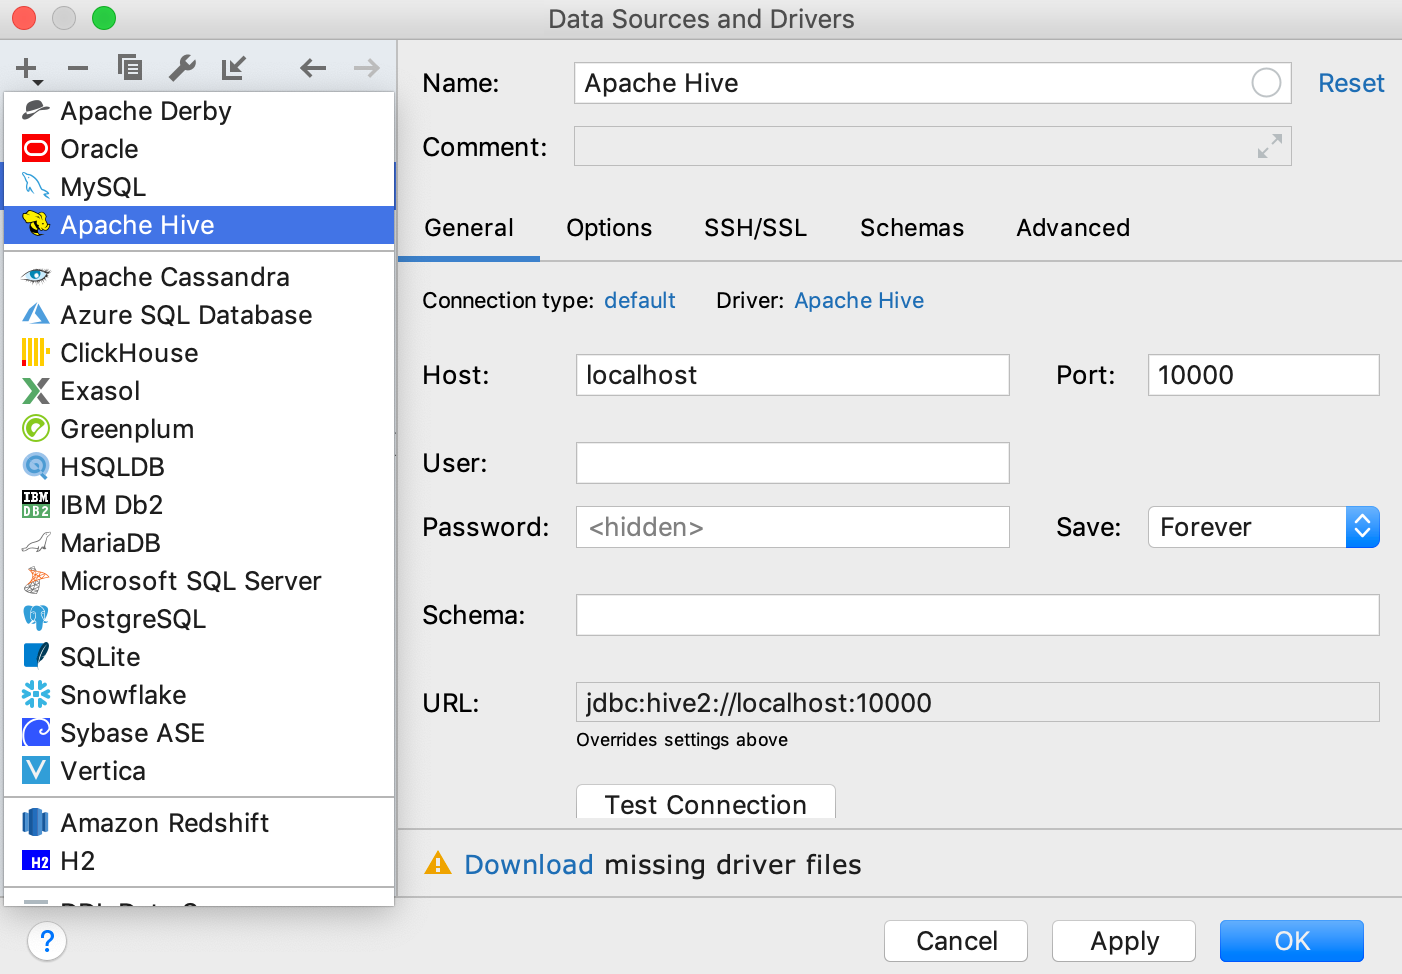 Data Sources and Drivers
Apache Derby
Oracle
MySQL
Apache Hive
Apache Cassandra
Azure SQL Database
ClickHouse
Exasol
Greenplum
HSQLDB
IBM DB2 IBM Db2
MariaDB
Microsoft SQL Server
PostgreSQL
SQLite
Snowflake
Sybase ASE
Vertica
Amazon Redshift
H2 H2
?
Name: Apache Hive Reset
Comment:
General Options SSH/SSL Schemas Advanced
Connection type: default Driver: Apache Hive
Host: localhost Port: 10000
User:
Password: <hidden> Save: Forever
Schema:
URL: jdbc:hive2://localhost:10000
Overrides settings above
Test Connection
Download missing driver files
Cancel Apply OK